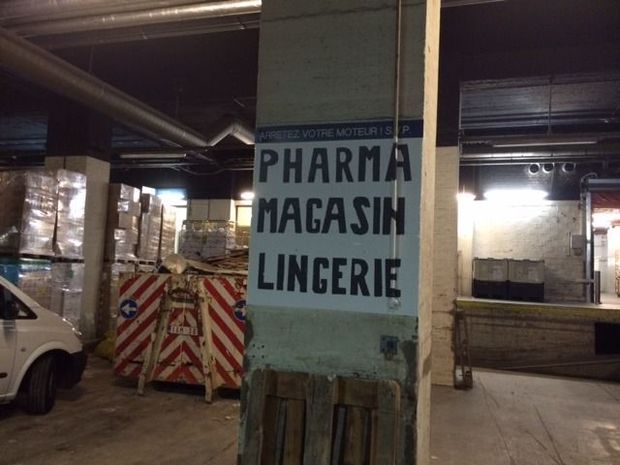 ARRETEZ VOTRE MOTEUR ! S.V.P.
PHARMA
MAGASIN
LINGERIE